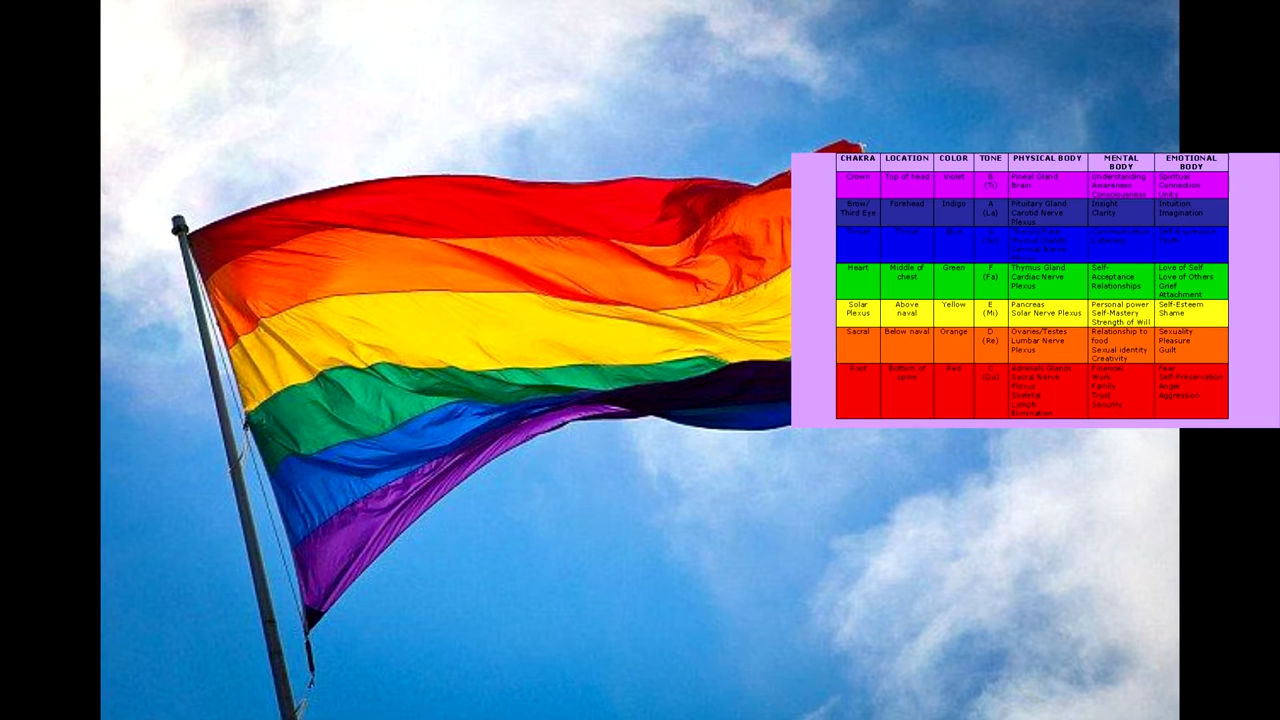 CHAKRA LOCATION COLOR TONE PHYSICAL BODY MENTAL BODY EMOTIONAL BODY
Crown Top of head Violet B Pineal Gland Understanding Spiritual
(Ti) Brain Awareness Connection
Consciousness Unity
Brow/ Forehead Indigo A Pituitary Gland Insight Intuition
Third Eye (La) Carotid Nerve Clarity Imagination
Plexus
Throat Throat Blue
Heart Middle of Green F Thymus Gland Self- Love of Self
chest (Fa) Cardiac Nerve Acceptance Love of Others
Plexus Relationships Grief
Attachment
Solar Above Yellow E Pancreas Personal power Self-Esteem
Plexus naval (Mi) Solar Nerve Plexus Self-Mastery Shame
Strength of Will
Sacral Below naval Orange D Ovaries/Testes Relationship to Sexuality
(Re) Lumbar Nerve food Pleasure
Plexus Sexual identity Guilt
Creativity
Root Bottom of Red C Adrenals Glands Finances Fear
spine (Do) Sacral Nerve Work Self-Preservation
Plexus Family Anger
Skeletal Trust Aggression
Lymph Security
Elimination